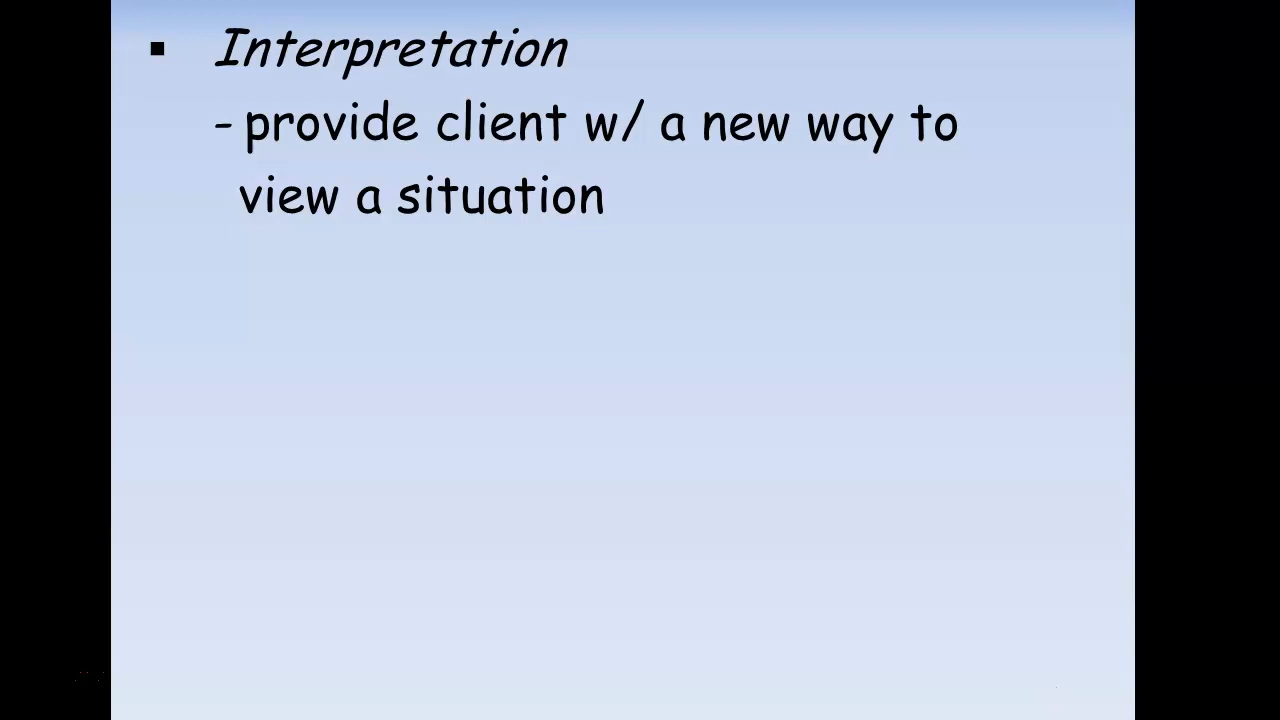 ▪ Interpretation
- provide client w/ a new way to
view a situation